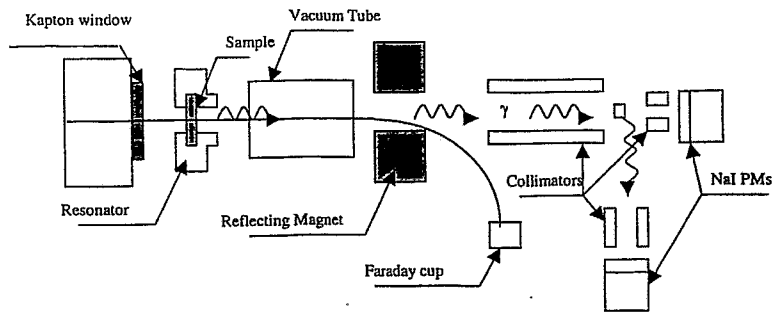 Kapton window
Vacuum Tube
Sample
γ
Collimators
NaI PMs
Resonator
Reflecting Magnet
Faraday cup